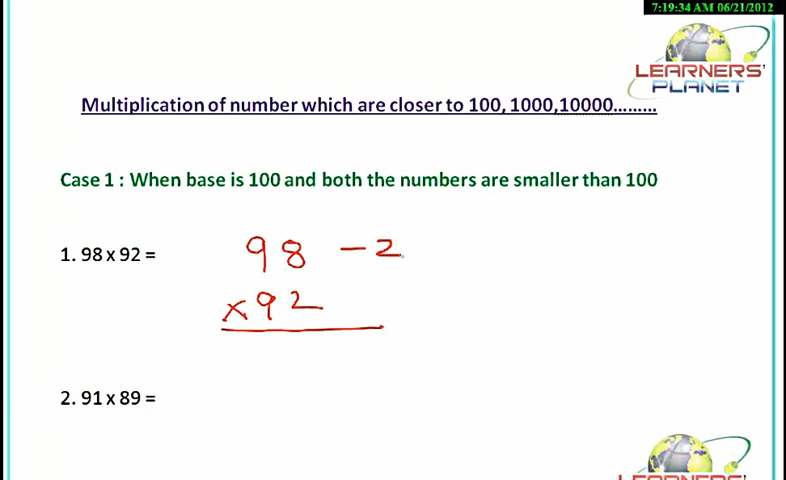 7:19:34 AM 06/21/2012
LEARNERS'
PLANET
Multiplication of number which are closer to 100, 1000,10000.........
Case 1 : When base is 100 and both the numbers are smaller than 100
1. 98 x 92 =
98 -2
x92
2. 91 x 89 =
LEARNERS'